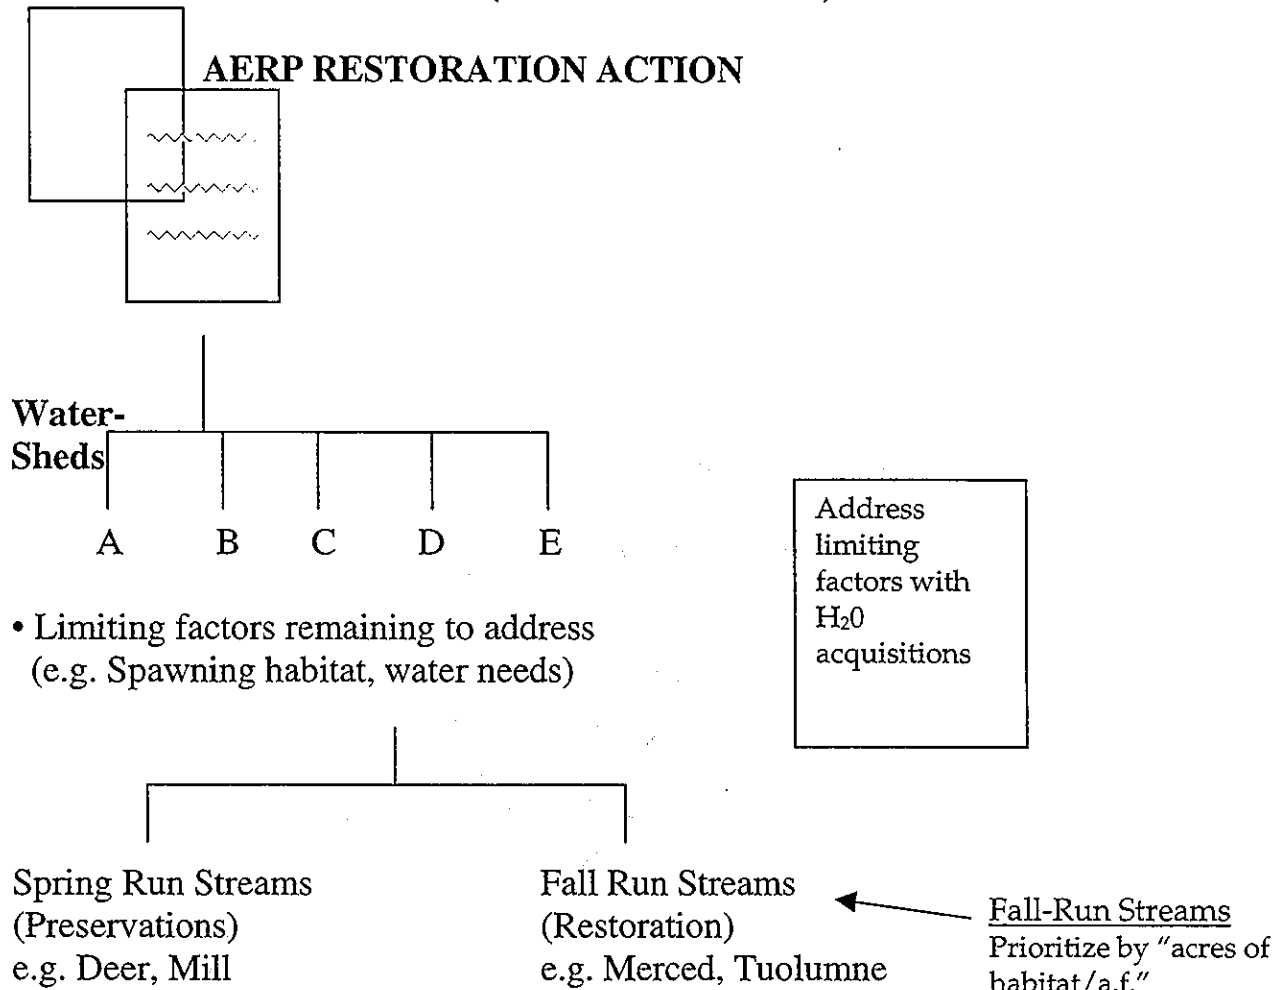 AERP RESTORATION ACTION
Water-
Sheds
A B C D E
• Limiting factors remaining to address
(e.g. Spawning habitat, water needs)
Address
limiting
factors with
H₂0
acquisitions
Spring Run Streams
(Preservations)
e.g. Deer, Mill
Fall Run Streams
(Restoration)
e.g. Merced, Tuolumne
Fall-Run Streams
Prioritize by "acres of
habitat/a.f."